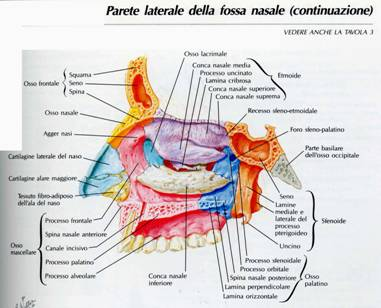 Parete laterale della fossa nasale (continuazione)
VEDERE ANCHE LA TAVOLA 3
Osso frontale
Squama
Seno
Spina
Osso nasale
Agger nasi
Cartilagine laterale del naso
Cartilagine alare maggiore
Tessuto fibro-adiposo
dell'ala del naso
Osso
mascellare
Processo frontale
Spina nasale anteriore
Canale incisivo
Processo palatino
Processo alveolare
Osso lacrimale
Conca nasale media
Processo uncinato
Lamina cribrosa
Conca nasale superiore
Conca nasale suprema
Etmoide
Recesso sfeno-etmoidale
Foro sfeno-palatino
Parte basilare
dell'osso occipitale
Seno
Lamine
mediale e
laterale del
processo
pterigoideo
Uncino
Sfenoide
Processo sfenoidale
Processo orbitale
Spina nasale posteriore
Lamina perpendicolare
Lamina orizzontale
Osso
palatino
Conca nasale
inferiore